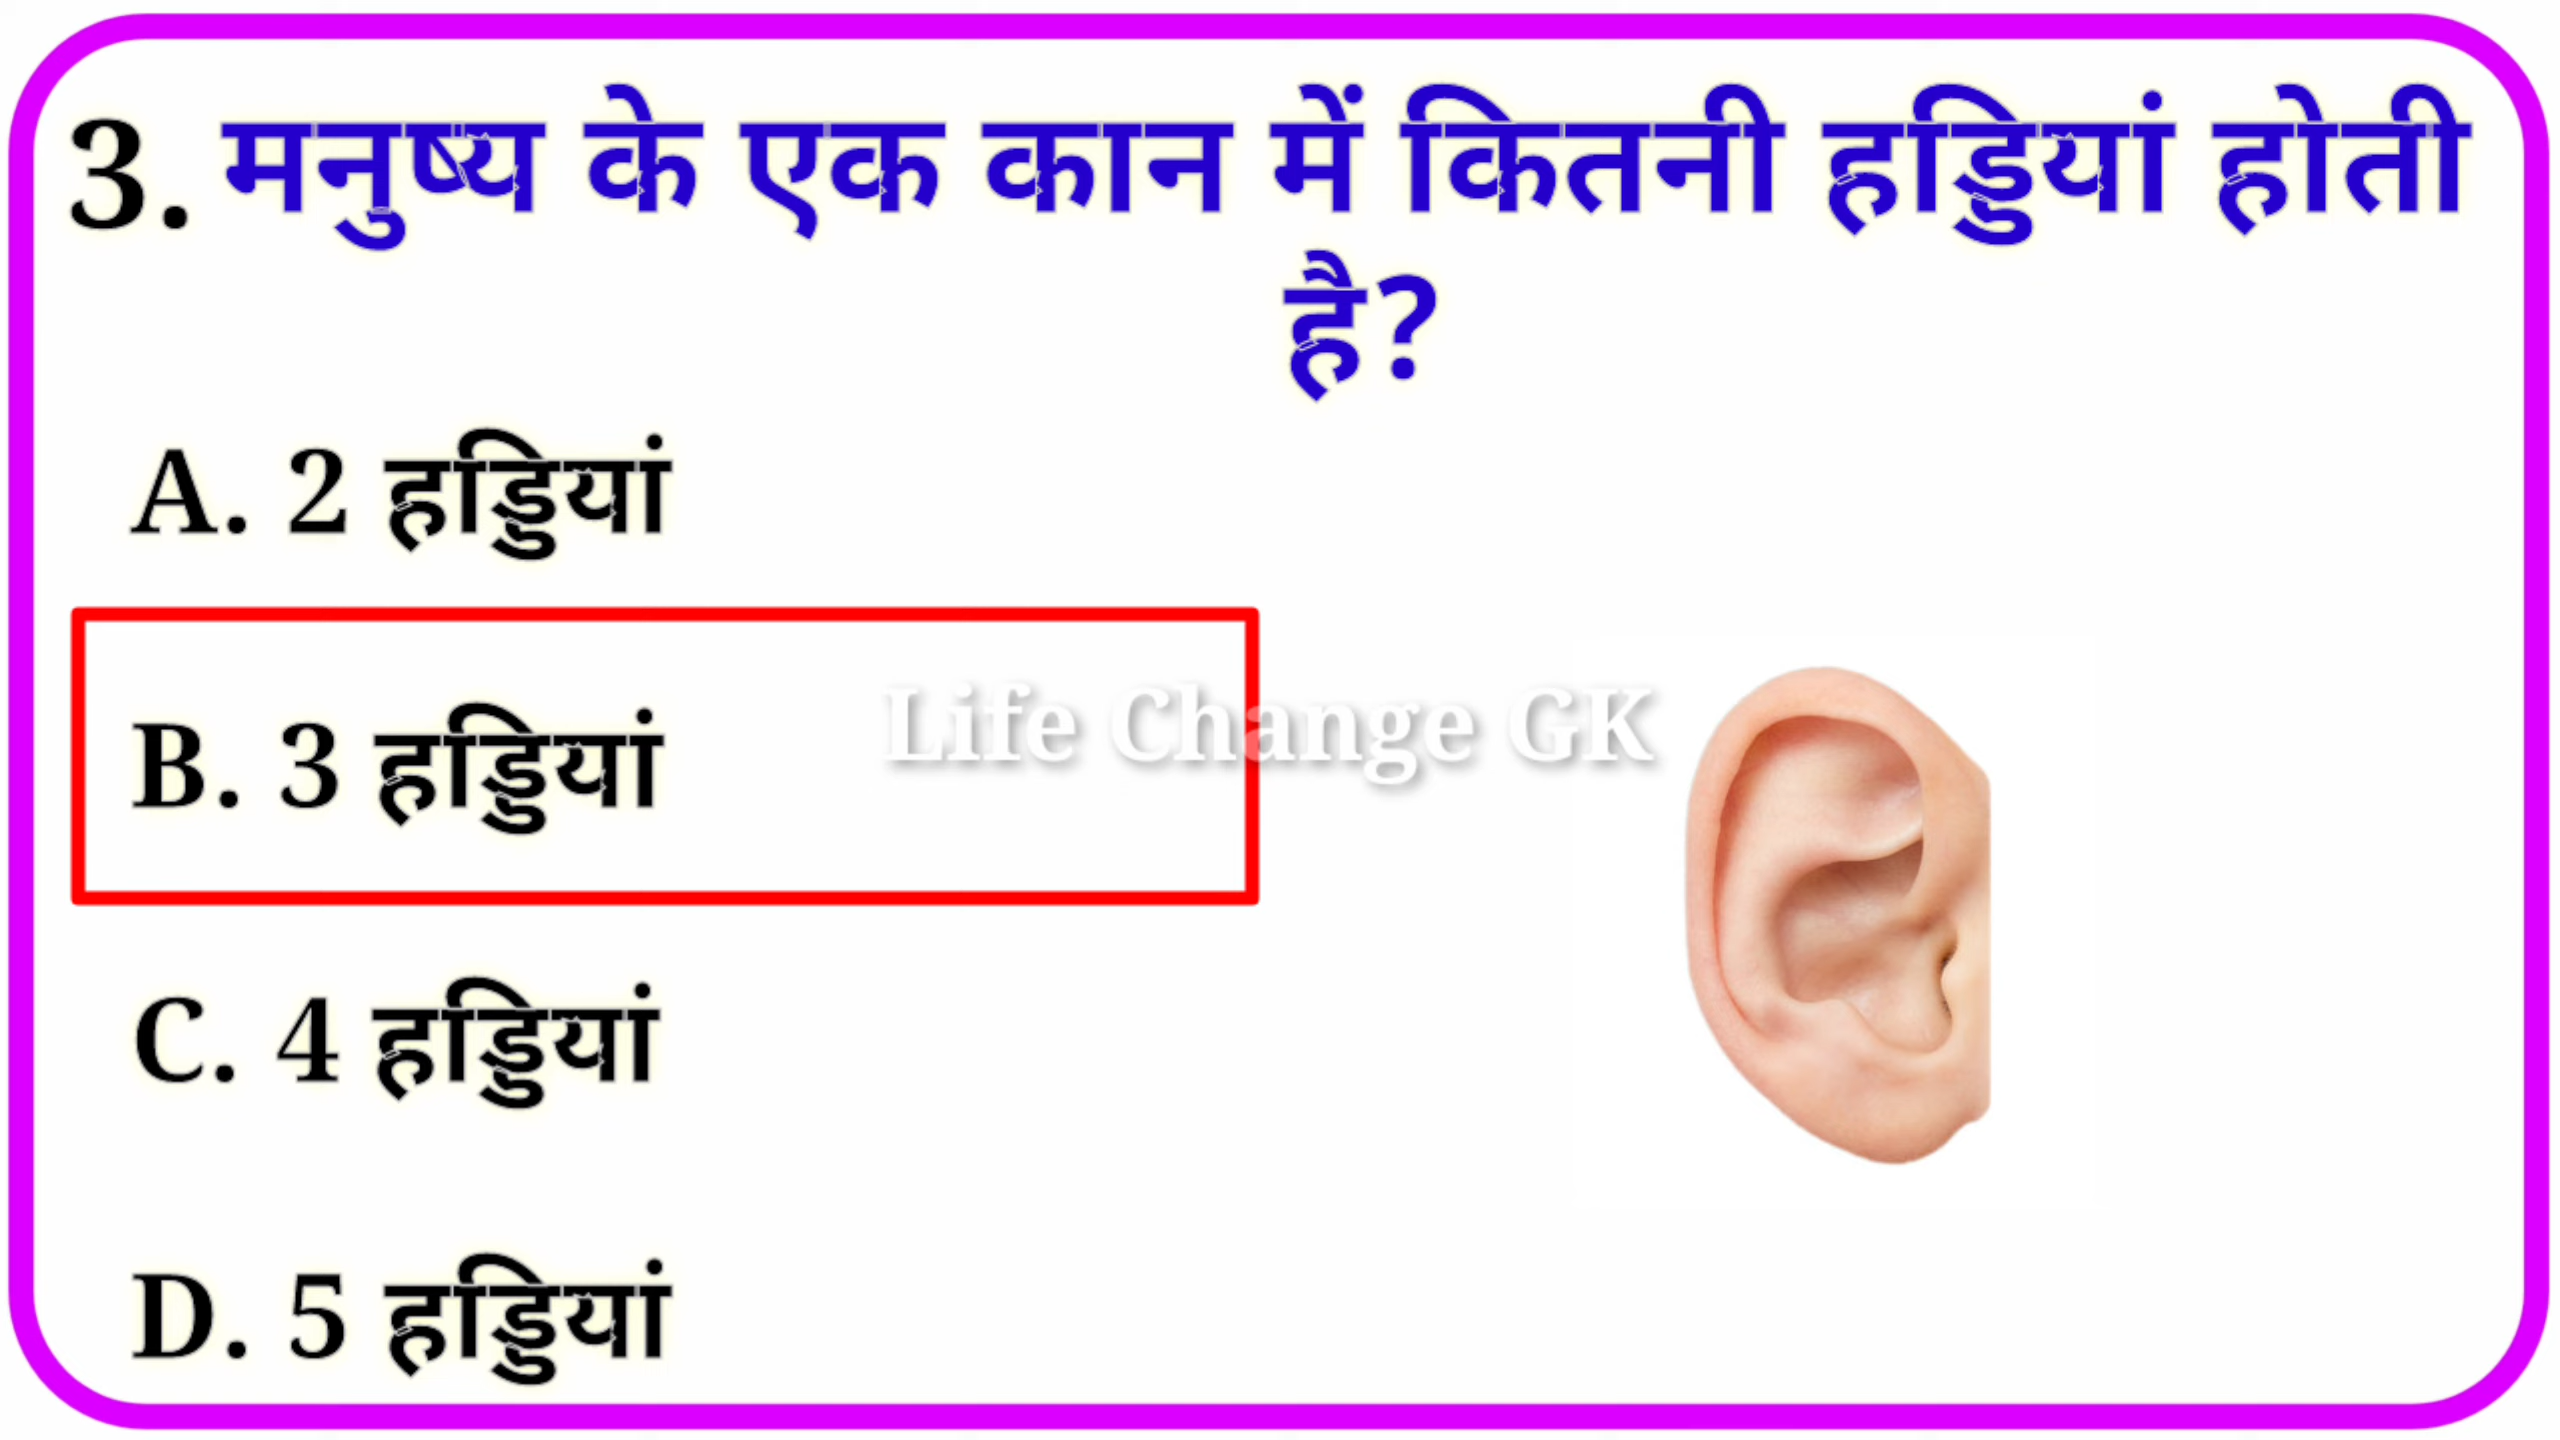 3. मनुष्य के एक कान में कितनी हड्डियां होती
है?
A. 2 हड्डियां
B. 3 हड्डियां
Life Change GK
C. 4 हड्डियां
D. 5 हड्डियां